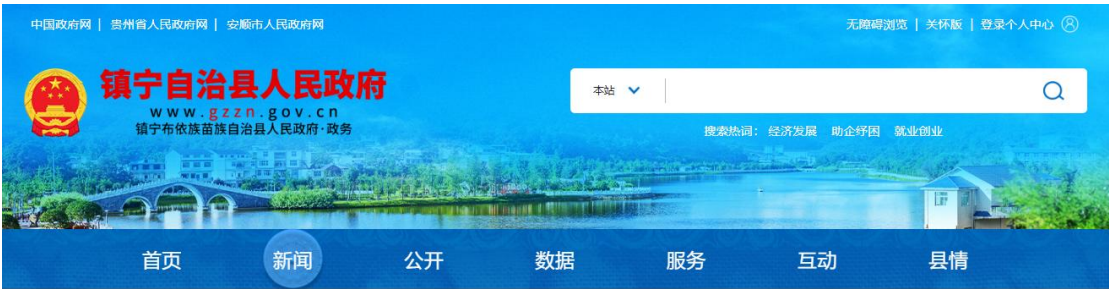 中国政府网 | 贵州省人民政府网 | 安顺市人民政府网
无障碍浏览 | 关怀版 | 登录个人中心
镇宁自治县人民政府
www.gzzn.gov.cn
镇宁布依族苗族自治县人民政府·政务
本站
搜索热词： 经济发展 助企纾困 就业创业
首页 新闻 公开 数据 服务 互动 县情